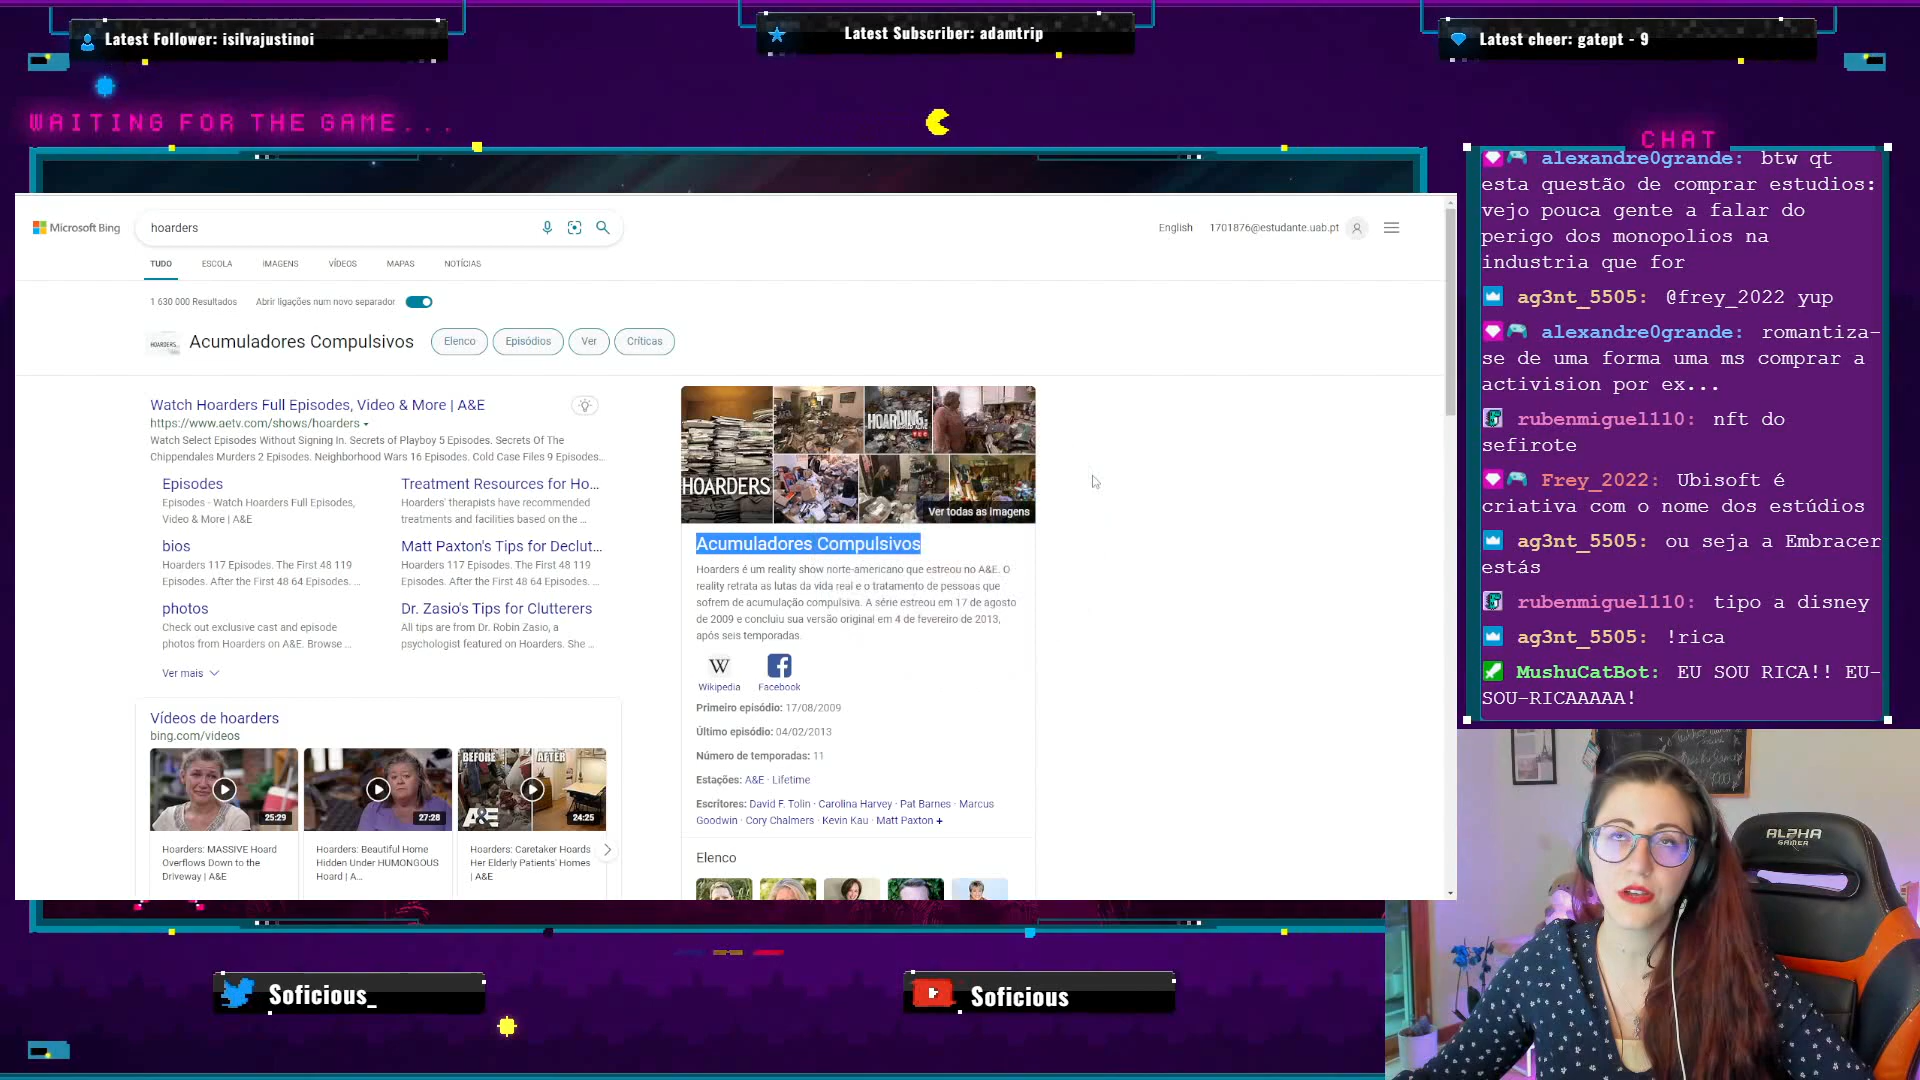 Latest Follower: isilvajustinoi
Latest Subscriber: adamtrip
Latest cheer: gatept - 9
WAITING FOR THE GAME...
Microsoft Bing
hoarders
English
1701876@estudante.uab.pt
TUDO
ESCOLA
IMAGENS
VÍDEOS
MAPAS
NOTÍCIAS
1 630 000 Resultados
Abrir ligações num novo separador
HOARDERS
Acumuladores Compulsivos
Elenco
Episódios
Ver
Críticas
Watch Hoarders Full Episodes, Video & More | A&E
https://www.aetv.com/shows/hoarders
Watch Select Episodes Without Signing In. Secrets of Playboy 5 Episodes. Secrets Of The
Chippendales Murders 2 Episodes. Neighborhood Wars 16 Episodes. Cold Case Files 9 Episodes...
Episodes
Episodes · Watch Hoarders Full Episodes,
Video & More | A&E
Treatment Resources for Ho...
Hoarders' therapists have recommended
treatments and facilities based on the ...
bios
Hoarders 117 Episodes. The First 48 119
Episodes. After the First 48 64 Episodes. ...
Matt Paxton's Tips for Declut...
Hoarders 117 Episodes. The First 48 119
Episodes. After the First 48 64 Episodes. ...
photos
Check out exclusive cast and episode
photos from Hoarders on A&E. Browse ...
Dr. Zasio's Tips for Clutterers
All tips are from Dr. Robin Zasio, a
psychologist featured on Hoarders. She ...
Ver mais
Vídeos de hoarders
bing.com/videos
25:29
27:28
BEFORE
AFTER
A&E
24:25
Hoarders: MASSIVE Hoard
Overflows Down to the
Driveway | A&E
Hoarders: Beautiful Home
Hidden Under HUMONGOUS
Hoard | A...
Hoarders: Caretaker Hoards
Her Elderly Patients' Homes
| A&E
HOARDERS
HOARDING
TLC
Ver todas as imagens
Acumuladores Compulsivos
Hoarders é um reality show norte-americano que estreou no A&E. O
reality retrata as lutas da vida real e o tratamento de pessoas que
sofrem de acumulação compulsiva. A série estreou em 17 de agosto
de 2009 e concluiu sua versão original em 4 de fevereiro de 2013,
após seis temporadas.
W
Wikipedia
Facebook
Primeiro episódio: 17/08/2009
Último episódio: 04/02/2013
Número de temporadas: 11
Estações: A&E · Lifetime
Escritores: David F. Tolin · Carolina Harvey · Pat Barnes · Marcus
Goodwin · Cory Chalmers · Kevin Kau · Matt Paxton +
Elenco
CHAT
alexandre0grande: btw qt
esta questão de comprar estudios:
vejo pouca gente a falar do
perigo dos monopolios na
industria que for
ag3nt_5505: @frey_2022 yup
alexandre0grande: romantiza-
se de uma forma uma ms comprar a
activision por ex...
rubenmiguel110: nft do
sefirote
Frey_2022: Ubisoft é
criativa com o nome dos estúdios
ag3nt_5505: ou seja a Embracer
estás
rubenmiguel110: tipo a disney
ag3nt_5505: !rica
MushuCatBot: EU SOU RICA!! EU-
SOU-RICAAAAA!
ALPHA
GAMER
Soficious_
Soficious